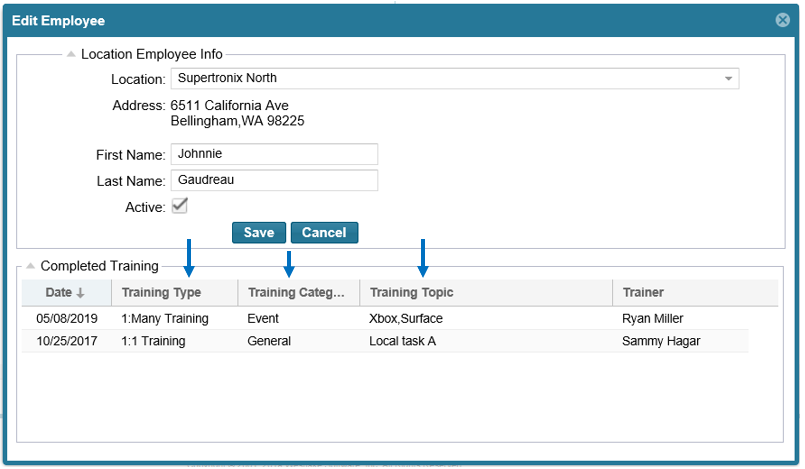 Edit Employee
Location Employee Info
Location: Supertronix North
Address: 6511 California Ave
Bellingham,WA 98225
First Name: Johnnie
Last Name: Gaudreau
Active:
Save Cancel
Completed Training
Date Training Type Training Categ... Training Topic Trainer
05/08/2019 1:Many Training Event Xbox,Surface Ryan Miller
10/25/2017 1:1 Training General Local task A Sammy Hagar